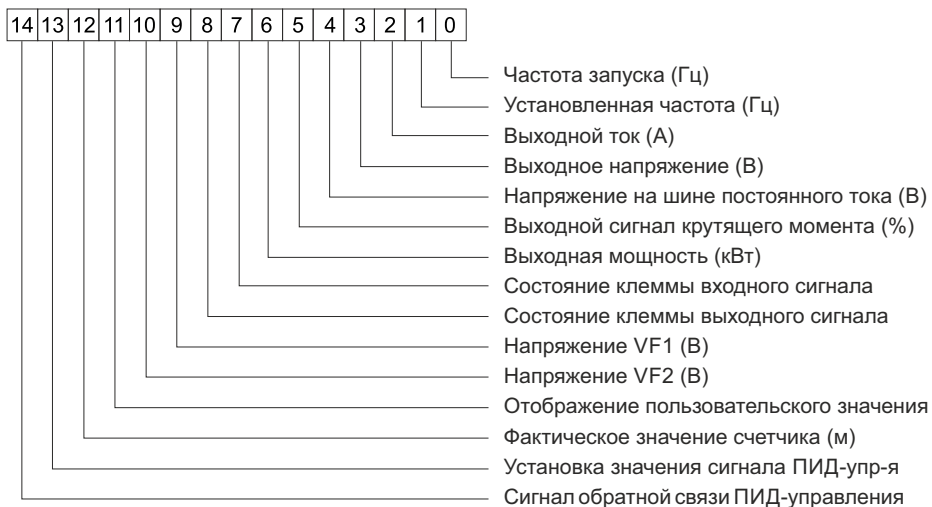 14 13 12 11 10 9 8 7 6 5 4 3 2 1 0
Частота запуска (Гц)
Установленная частота (Гц)
Выходной ток (А)
Выходное напряжение (В)
Напряжение на шине постоянного тока (В)
Выходной сигнал крутящего момента (%)
Выходная мощность (кВт)
Состояние клеммы входного сигнала
Состояние клеммы выходного сигнала
Напряжение VF1 (В)
Напряжение VF2 (В)
Отображение пользовательского значения
Фактическое значение счетчика (м)
Установка значения сигнала ПИД-упр-я
Сигнал обратной связи ПИД-управления